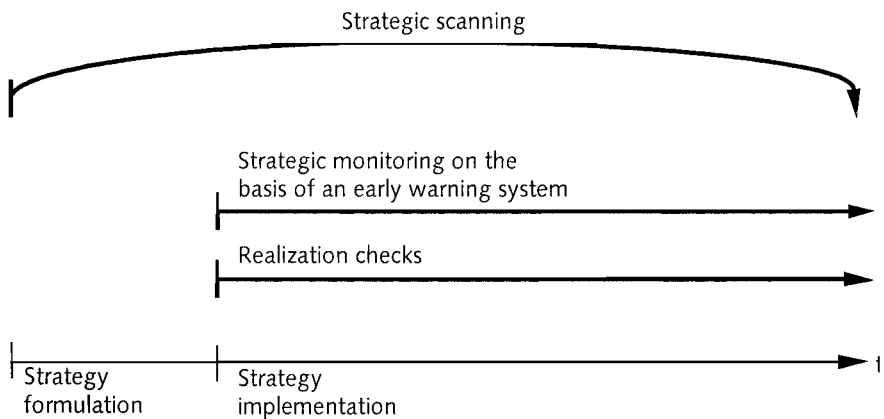 Strategic scanning
Strategic monitoring on the
basis of an early warning system
Realization checks
t
Strategy
formulation
Strategy
implementation